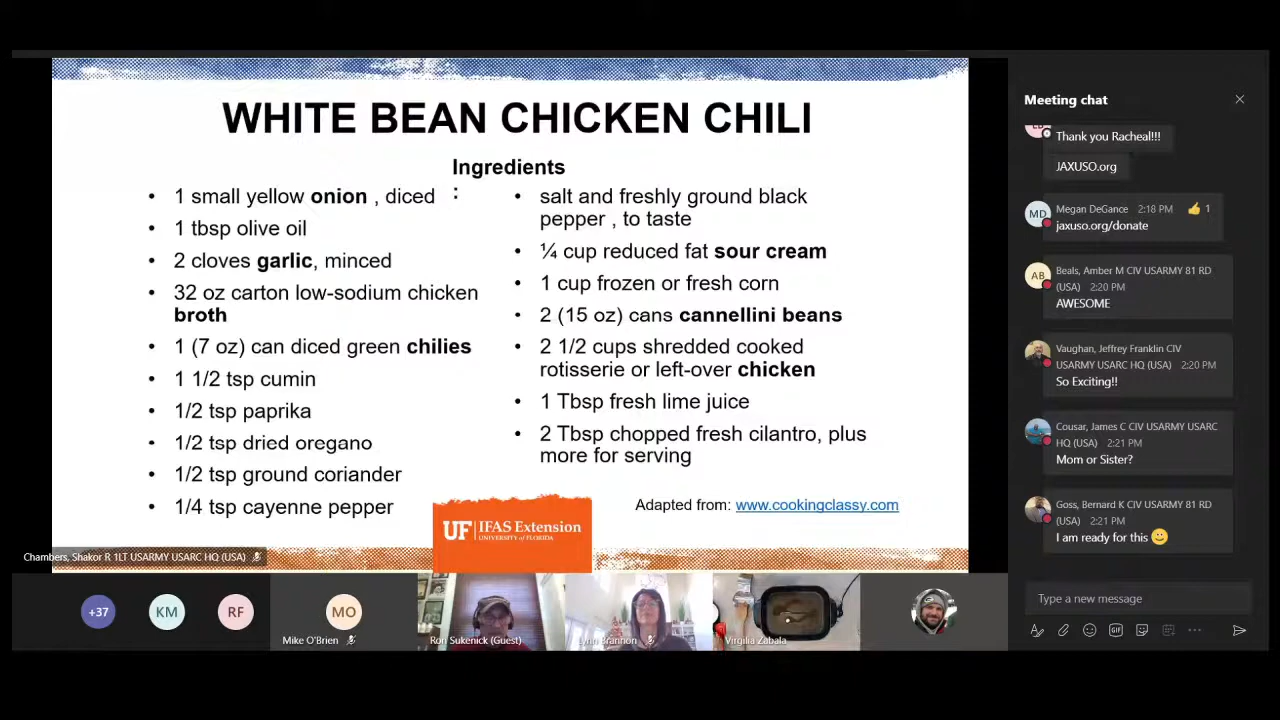 WHITE BEAN CHICKEN CHILI
Ingredients
:
• 1 small yellow onion , diced
• 1 tbsp olive oil
• 2 cloves garlic, minced
• 32 oz carton low-sodium chicken
broth
• 1 (7 oz) can diced green chilies
• 1 1/2 tsp cumin
• 1/2 tsp paprika
• 1/2 tsp dried oregano
• 1/2 tsp ground coriander
• 1/4 tsp cayenne pepper
• salt and freshly ground black
pepper , to taste
• ¼ cup reduced fat sour cream
• 1 cup frozen or fresh corn
• 2 (15 oz) cans cannellini beans
• 2 1/2 cups shredded cooked
rotisserie or left-over chicken
• 1 Tbsp fresh lime juice
• 2 Tbsp chopped fresh cilantro, plus
more for serving
Adapted from: www.cookingclassy.com
UF IFAS Extension
UNIVERSITY of FLORIDA
Chambers, Shakor R 1LT USARMY USARC HQ (USA)
+37
KM
RF
MO
Mike O'Brien
Ron Sukenick (Guest)
Lynn Brannon
Virgilia Zabala
Meeting chat
Thank you Racheal!!!
JAXUSO.org
MD
Megan DeGance 2:18 PM 1
jaxuso.org/donate
AB
Beals, Amber M CIV USARMY 81 RD
(USA) 2:20 PM
AWESOME
Vaughan, Jeffrey Franklin CIV
USARMY USARC HQ (USA) 2:20 PM
So Exciting!!
Cousar, James C CIV USARMY USARC
HQ (USA) 2:21 PM
Mom or Sister?
Goss, Bernard K CIV USARMY 81 RD
(USA) 2:21 PM
I am ready for this 😀
Type a new message
GIF